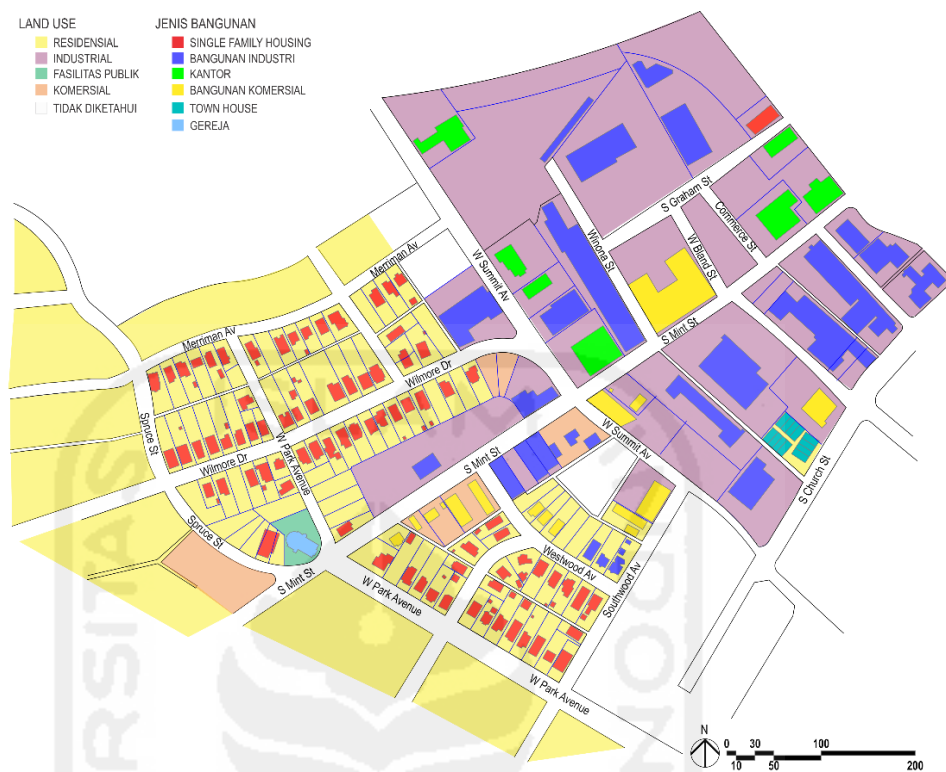 LAND USE
RESIDENSIAL
INDUSTRIAL
FASILITAS PUBLIK
KOMERSIAL
TIDAK DIKETAHUI
JENIS BANGUNAN
SINGLE FAMILY HOUSING
BANGUNAN INDUSTRI
KANTOR
BANGUNAN KOMERSIAL
TOWN HOUSE
GEREJA
S Graham St
Commerce St
W Bland St
Winona St
W Summit Av
Merriman Av
S Mint St
Merriman Av
Wilmore Dr
W Summit Av
Spruce St
W Park Avenue
S Mint St
Wilmore Dr
S Church St
Spruce St
Westwood Av
Southwood Av
S Mint St
W Park Avenue
W Park Avenue
N
0 30 100
10 50 200